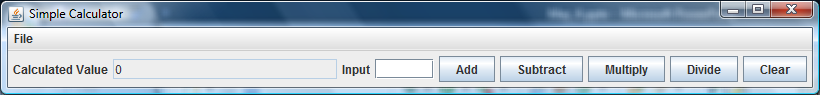 Simple Calculator
File
Calculated Value 0 Input Add Subtract Multiply Divide Clear